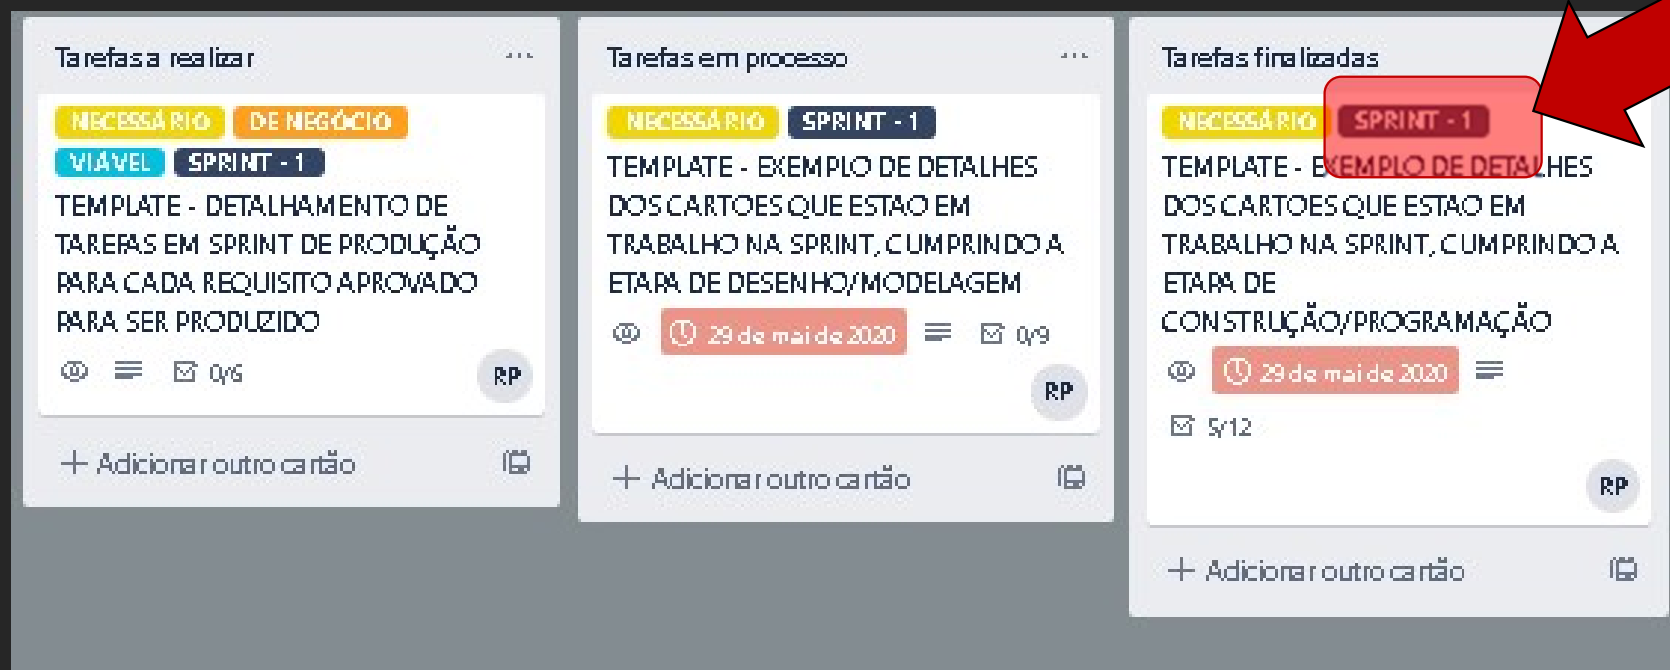 Tarefas a realizar
NECESSÁRIO DE NEGÓCIO
VIÁVEL SPRINT - 1
TEMPLATE - DETALHAMENTO DE
TAREFAS EM SPRINT DE PRODUÇÃO
PARA CADA REQUISITO APROVADO
PARA SER PRODUZIDO
0/6
RP
+ Adicionar outro cartão
Tarefas em processo
NECESSÁRIO SPRINT - 1
TEMPLATE - EXEMPLO DE DETALHES
DOS CARTOES QUE ESTAO EM
TRABALHO NA SPRINT, CUMPRINDO A
ETAPA DE DESENHO/MODELAGEM
29 de mai de 2020 0/9
RP
+ Adicionar outro cartão
Tarefas finalizadas
NECESSÁRIO SPRINT - 1
TEMPLATE - EXEMPLO DE DETALHES
DOS CARTOES QUE ESTAO EM
TRABALHO NA SPRINT, CUMPRINDO A
ETAPA DE
CONSTRUÇÃO/PROGRAMAÇÃO
29 de mai de 2020
5/12
RP
+ Adicionar outro cartão